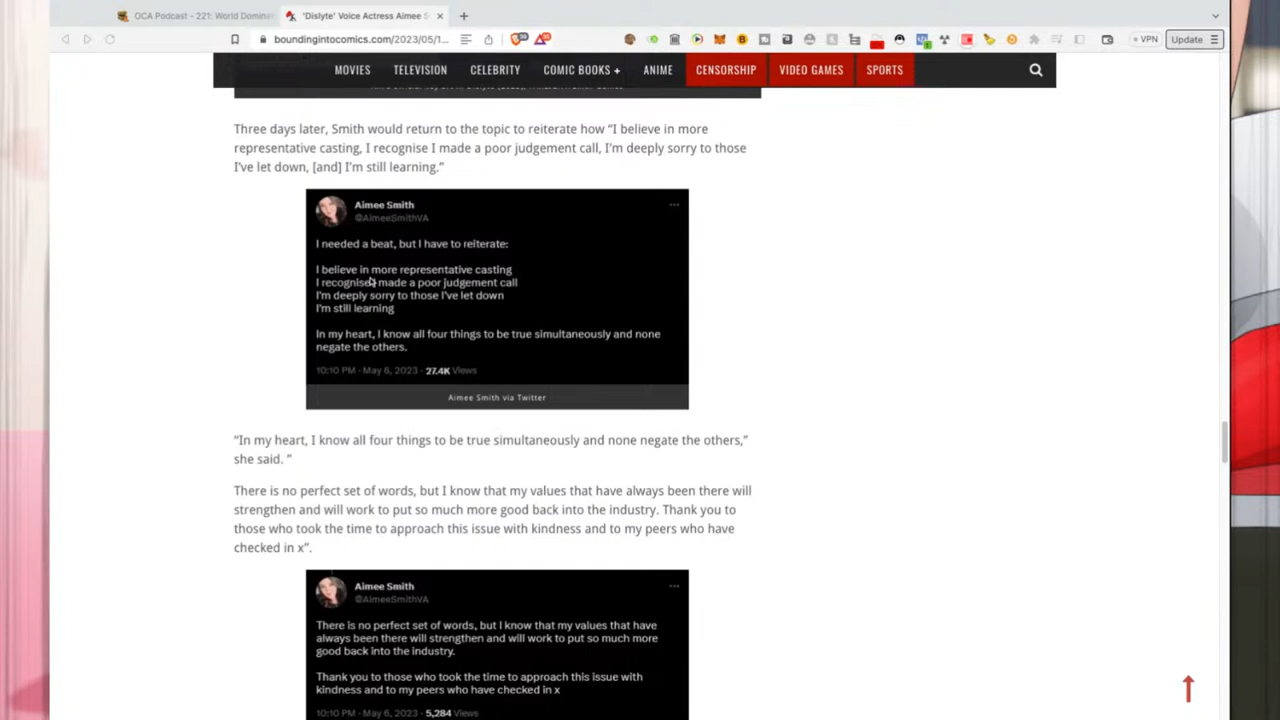 OCA Podcast - 221: World Domina
'Dislyte' Voice Actress Aimee S
boundingintocomics.com/2023/05/1...
VPN
Update
MOVIES TELEVISION CELEBRITY COMIC BOOKS + ANIME CENSORSHIP VIDEO GAMES SPORTS
Three days later, Smith would return to the topic to reiterate how “I believe in more
representative casting, I recognise I made a poor judgement call, I’m deeply sorry to those
I’ve let down, [and] I’m still learning.”
Aimee Smith
@AimeeSmithVA
I needed a beat, but I have to reiterate:
I believe in more representative casting
I recognise I made a poor judgement call
I'm deeply sorry to those I've let down
I'm still learning
In my heart, I know all four things to be true simultaneously and none
negate the others.
10:10 PM · May 6, 2023 · 27.4K Views
Aimee Smith via Twitter
“In my heart, I know all four things to be true simultaneously and none negate the others,”
she said. ”
There is no perfect set of words, but I know that my values that have always been there will
strengthen and will work to put so much more good back into the industry. Thank you to
those who took the time to approach this issue with kindness and to my peers who have
checked in x”.
Aimee Smith
@AimeeSmithVA
There is no perfect set of words, but I know that my values that have
always been there will strengthen and will work to put so much more
good back into the industry.
Thank you to those who took the time to approach this issue with
kindness and to my peers who have checked in x
10:10 PM · May 6, 2023 · 5,284 Views